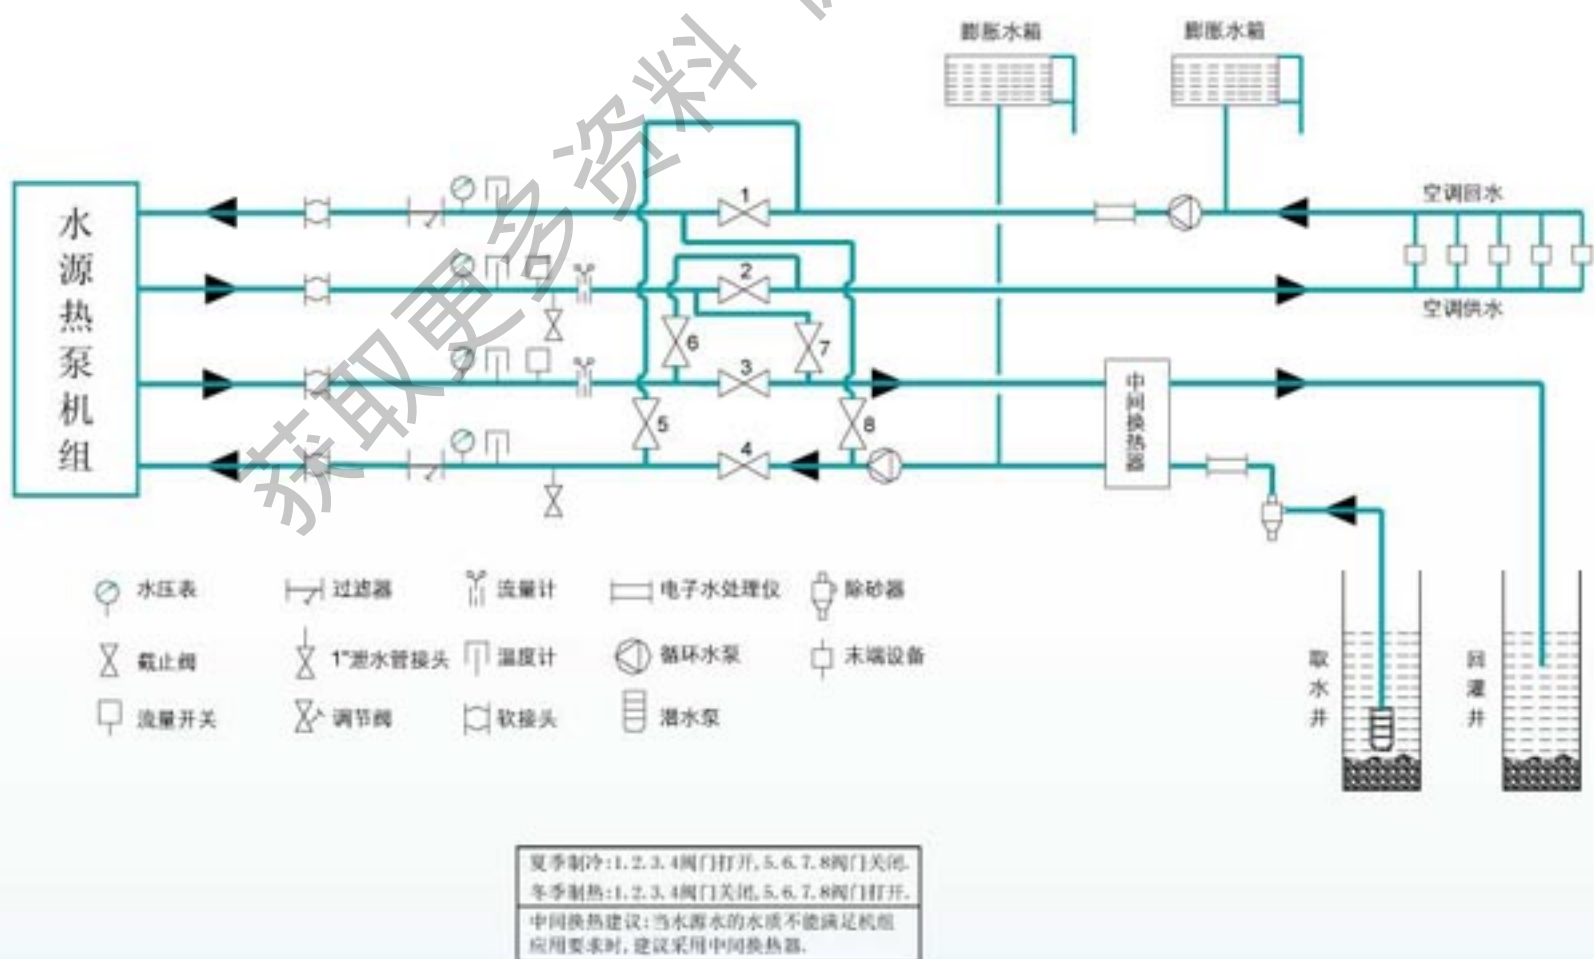 获取更多资料
膨胀水箱
膨胀水箱
水源热泵机组
1
空调回水
2
空调供水
6
7
3
中间换热器
5
8
4
水压表
过滤器
流量计
电子水处理仪
除砂器
截止阀
1"泄水管接头
温度计
循环水泵
末端设备
流量开关
调节阀
软接头
潜水泵
取水井
回灌井
夏季制冷:1.2.3.4阀门打开,5.6.7.8阀门关闭.
冬季制热:1.2.3.4阀门关闭,5.6.7.8阀门打开.
中间换热建议:当水源水的水质不能满足机组
应用要求时,建议采用中间换热器.